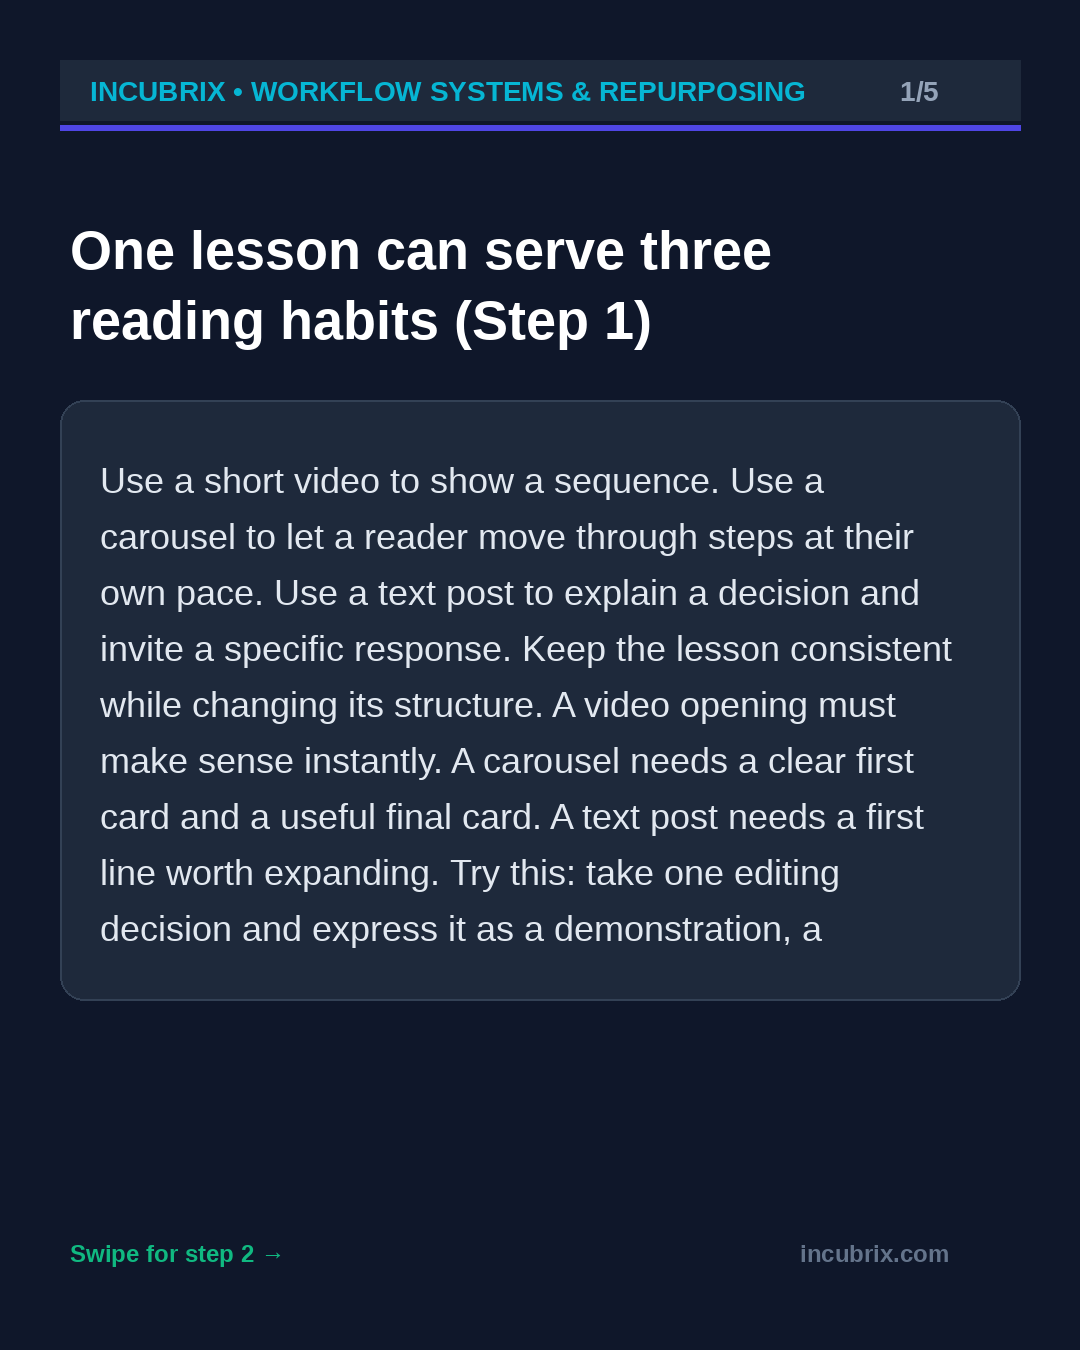 INCUBRIX • WORKFLOW SYSTEMS & REPURPOSING 1/5
One lesson can serve three
reading habits (Step 1)
Use a short video to show a sequence. Use a
carousel to let a reader move through steps at their
own pace. Use a text post to explain a decision and
invite a specific response. Keep the lesson consistent
while changing its structure. A video opening must
make sense instantly. A carousel needs a clear first
card and a useful final card. A text post needs a first
line worth expanding. Try this: take one editing
decision and express it as a demonstration, a
Swipe for step 2 → incubrix.com